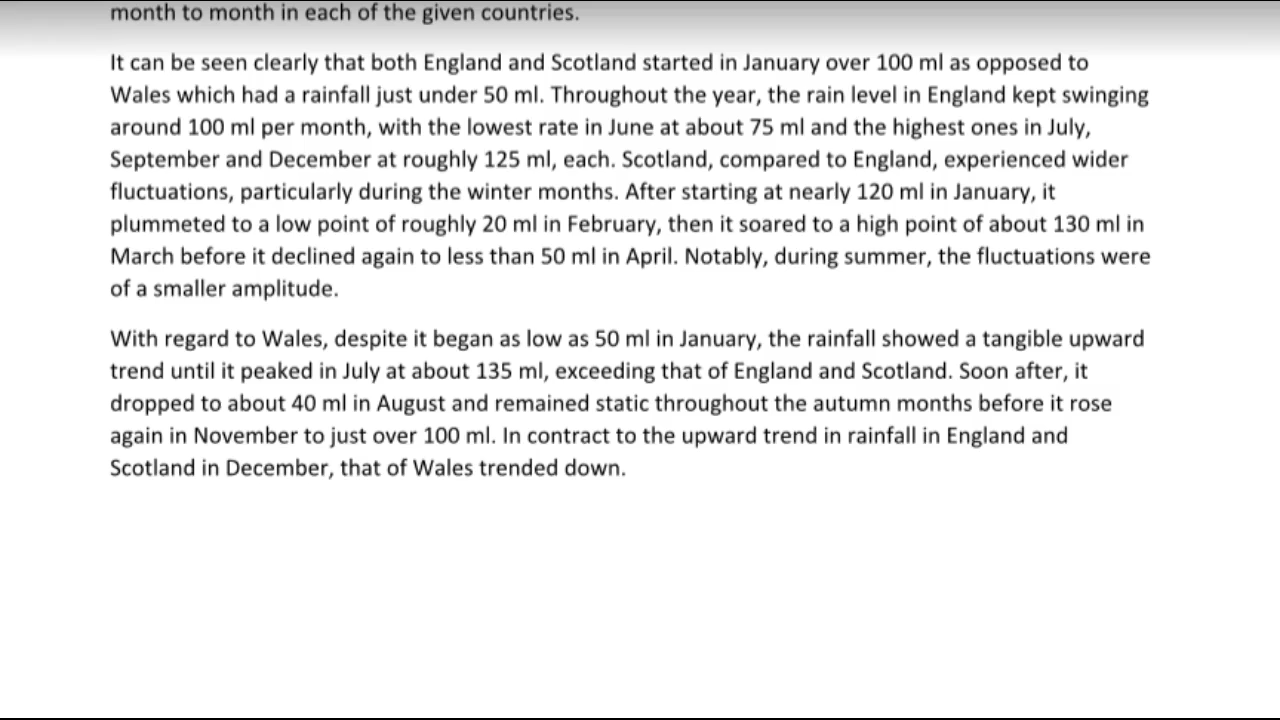 month to month in each of the given countries.
It can be seen clearly that both England and Scotland started in January over 100 ml as opposed to
Wales which had a rainfall just under 50 ml. Throughout the year, the rain level in England kept swinging
around 100 ml per month, with the lowest rate in June at about 75 ml and the highest ones in July,
September and December at roughly 125 ml, each. Scotland, compared to England, experienced wider
fluctuations, particularly during the winter months. After starting at nearly 120 ml in January, it
plummeted to a low point of roughly 20 ml in February, then it soared to a high point of about 130 ml in
March before it declined again to less than 50 ml in April. Notably, during summer, the fluctuations were
of a smaller amplitude.
With regard to Wales, despite it began as low as 50 ml in January, the rainfall showed a tangible upward
trend until it peaked in July at about 135 ml, exceeding that of England and Scotland. Soon after, it
dropped to about 40 ml in August and remained static throughout the autumn months before it rose
again in November to just over 100 ml. In contract to the upward trend in rainfall in England and
Scotland in December, that of Wales trended down.